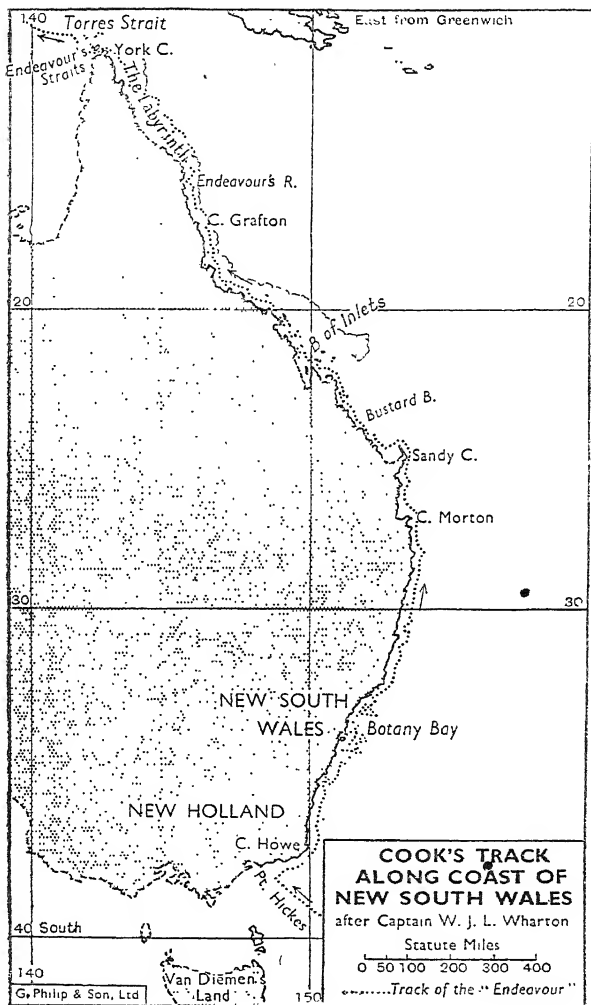 140
Torres Strait
East from Greenwich
York C.
Endeavour's
Straits
The Labyrinth
Endeavour's R.
C. Grafton
20
20
B of Inlets
Bustard B.
Sandy C.
C. Morton
30
30
NEW SOUTH
WALES
Botany Bay
NEW HOLLAND
C. Howe
Pt. Hickes
COOK'S TRACK
ALONG COAST OF
NEW SOUTH WALES
after Captain W. J. L. Wharton
Statute Miles
0 50 100 200 300 400
Track of the "Endeavour"
40 South
140
Van Diemen's
Land
150
G. Philip & Son, Ltd